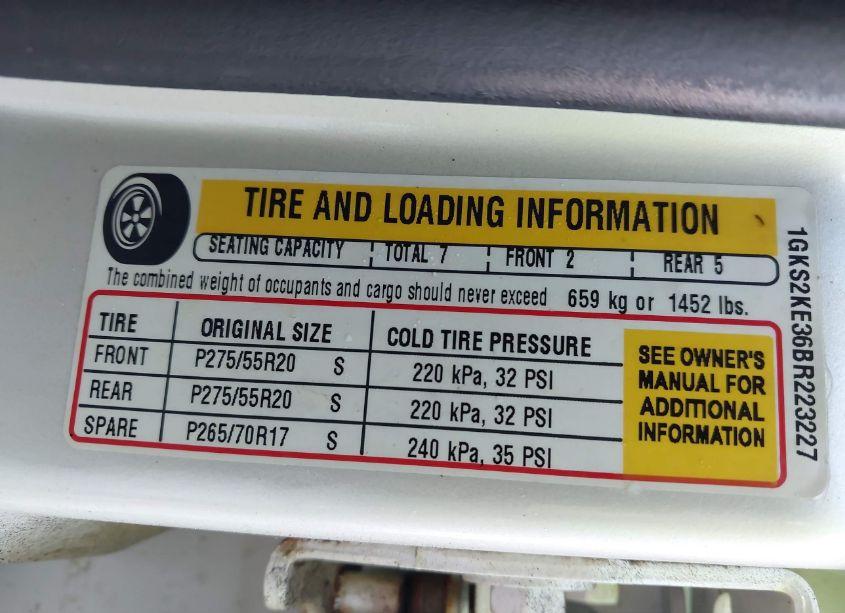 TIRE AND LOADING INFORMATION
SEATING CAPACITY TOTAL 7 FRONT 2 REAR 5
The combined weight of occupants and cargo should never exceed 659 kg or 1452 lbs.
TIRE ORIGINAL SIZE COLD TIRE PRESSURE
FRONT P275/55R20 S 220 kPa, 32 PSI
REAR P275/55R20 S 220 kPa, 32 PSI
SPARE P265/70R17 S 240 kPa, 35 PSI
SEE OWNER'S
MANUAL FOR
ADDITIONAL
INFORMATION
1GKS2KE36BR223227